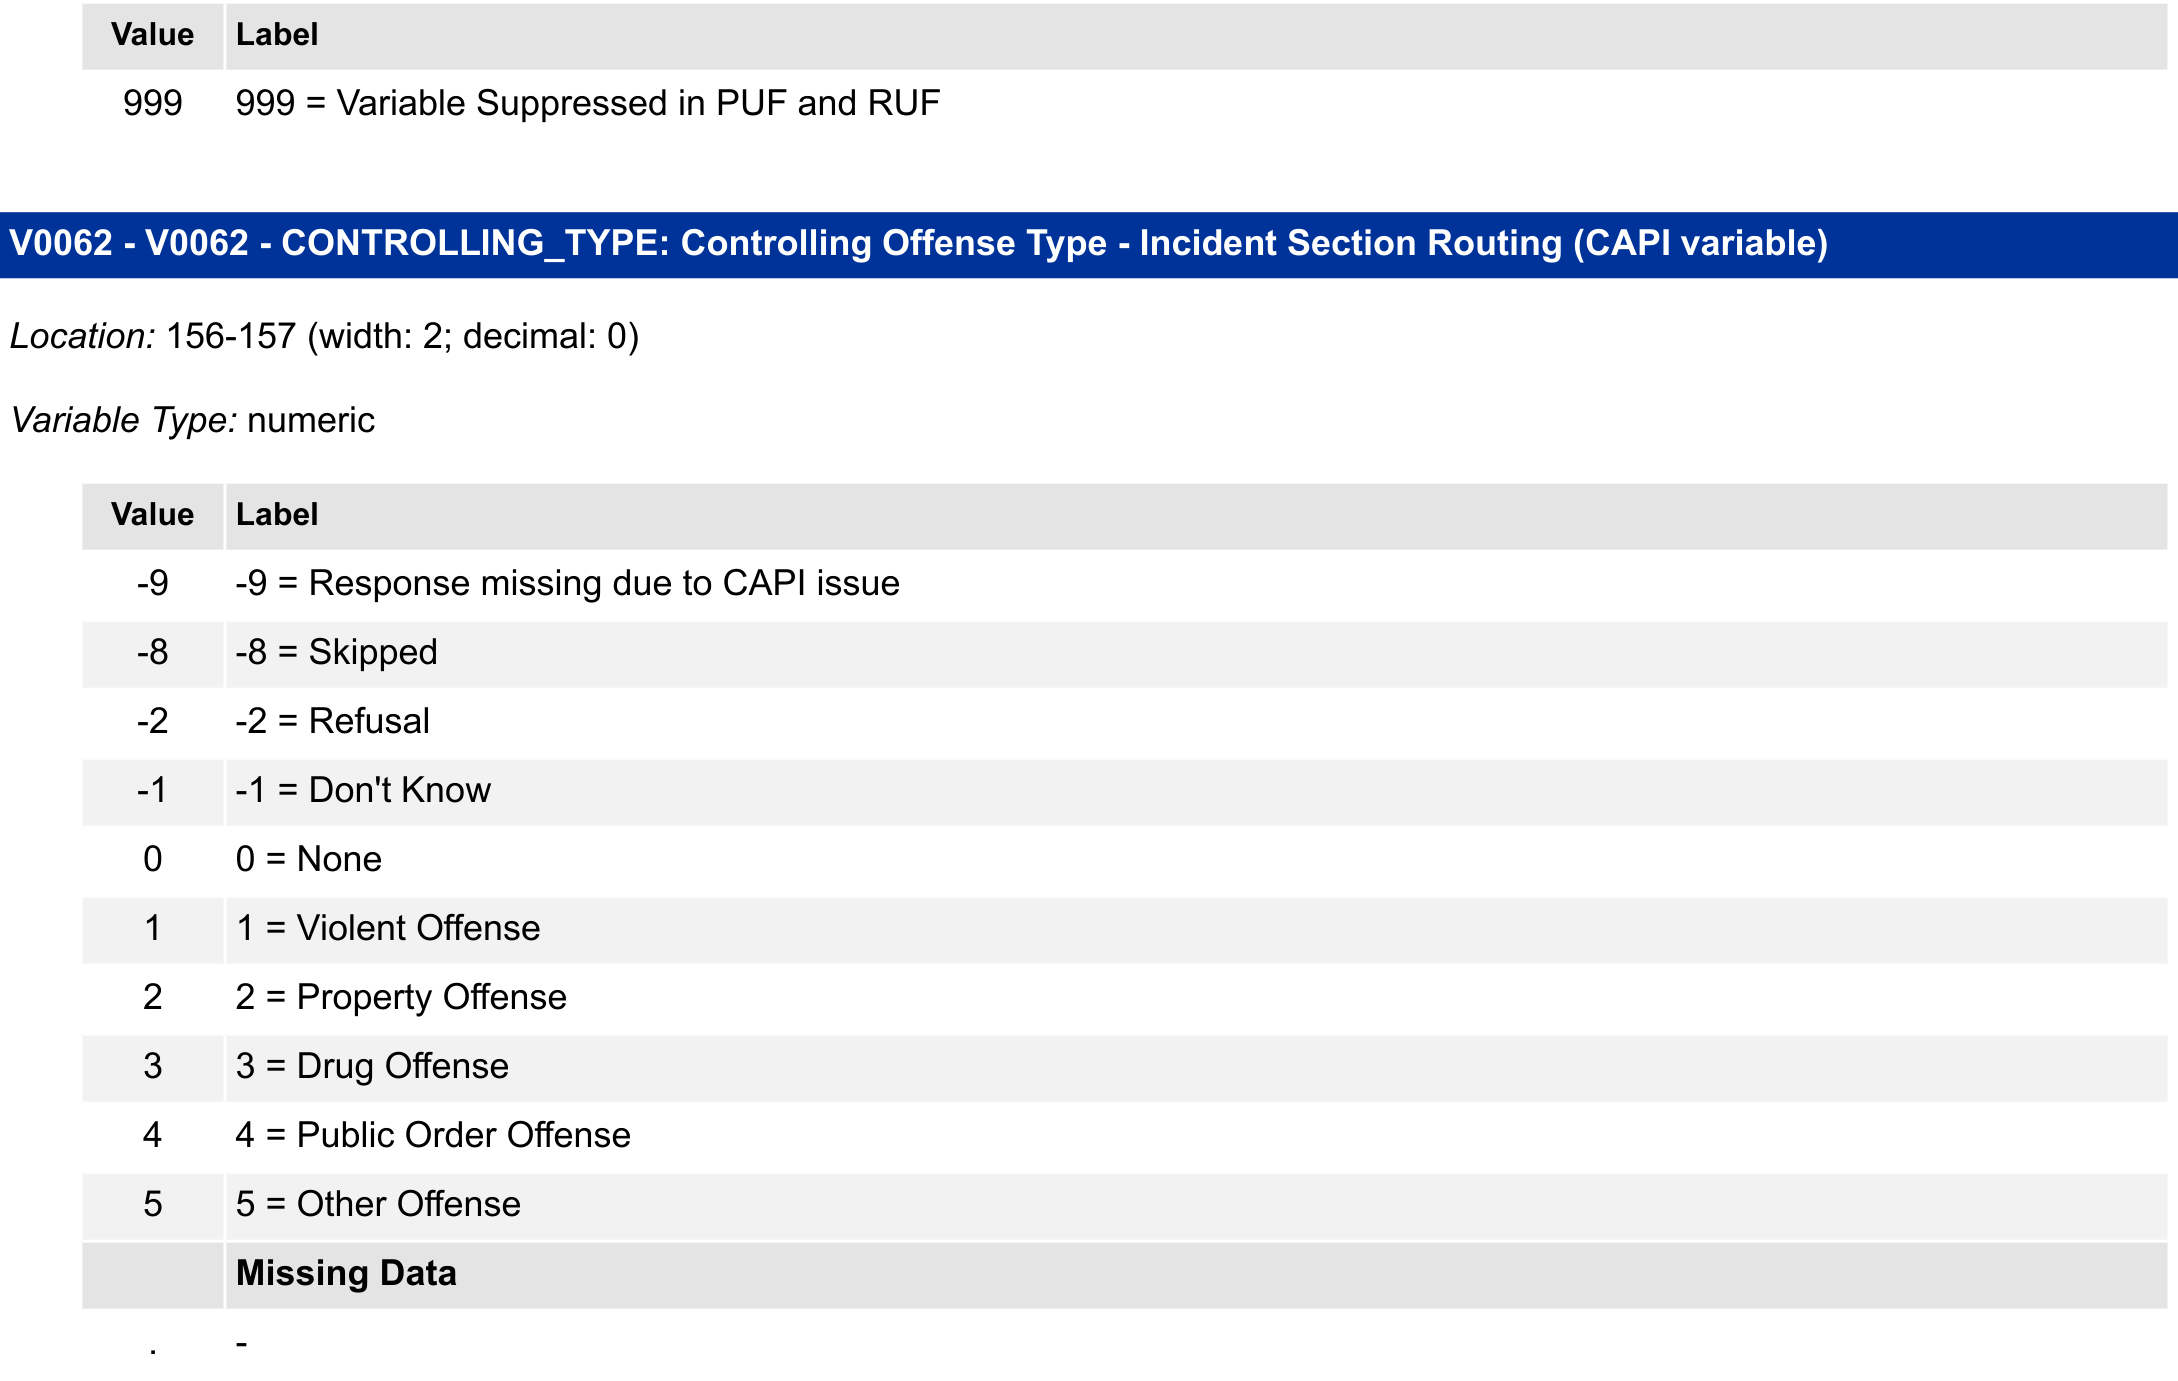 Value Label
999 999 = Variable Suppressed in PUF and RUF
V0062 - V0062 - CONTROLLING_TYPE: Controlling Offense Type - Incident Section Routing (CAPI variable)
Location: 156-157 (width: 2; decimal: 0)
Variable Type: numeric
Value Label
-9 -9 = Response missing due to CAPI issue
-8 -8 = Skipped
-2 -2 = Refusal
-1 -1 = Don't Know
0 0 = None
1 1 = Violent Offense
2 2 = Property Offense
3 3 = Drug Offense
4 4 = Public Order Offense
5 5 = Other Offense
Missing Data
. -